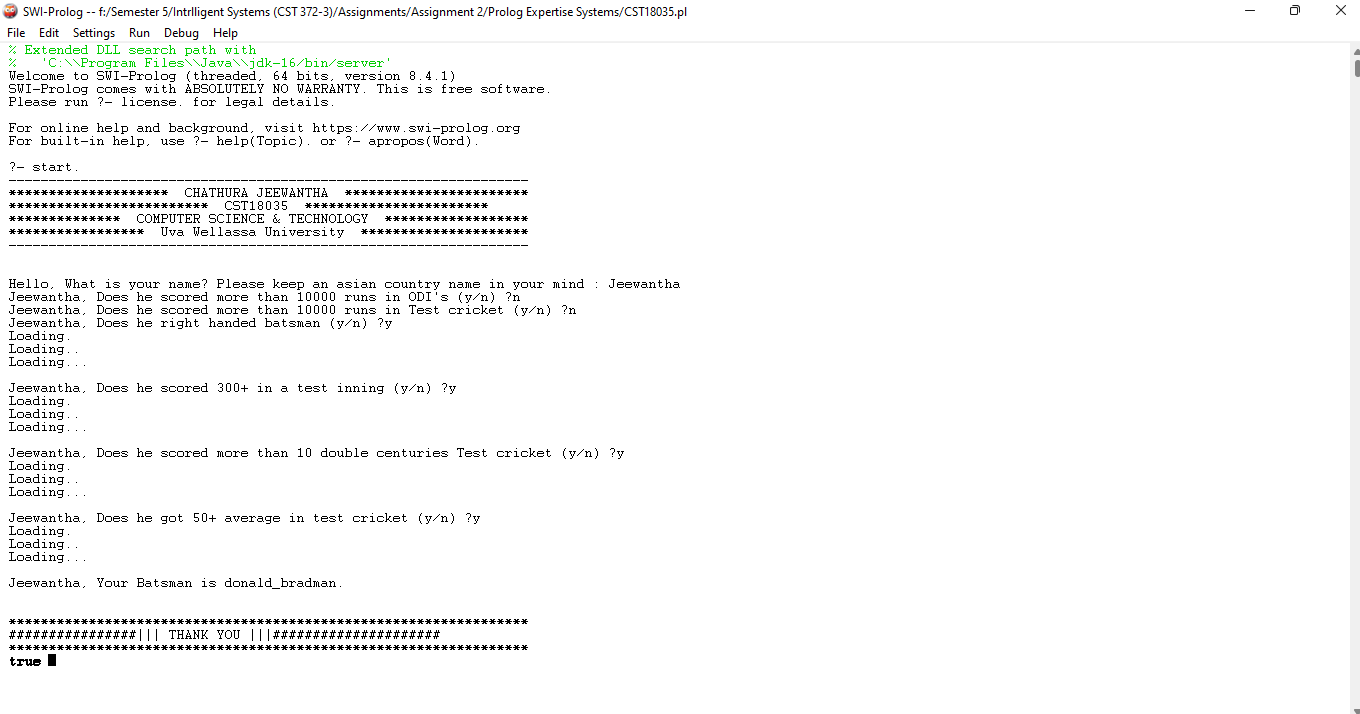 SWI-Prolog -- f:/Semester 5/Intrlligent Systems (CST 372-3)/Assignments/Assignment 2/Prolog Expertise Systems/CST18035.pl
File Edit Settings Run Debug Help
% Extended DLL search path with
%   'C:\\Program Files\\Java\\jdk-16/bin/server'
Welcome to SWI-Prolog (threaded, 64 bits, version 8.4.1)
SWI-Prolog comes with ABSOLUTELY NO WARRANTY. This is free software.
Please run ?- license. for legal details.
For online help and background, visit https://www.swi-prolog.org
For built-in help, use ?- help(Topic). or ?- apropos(Word).
?- start.
-----------------------------------------------------------------
******************** CHATHURA JEEWANTHA ***********************
************************* CST18035 ***********************
************** COMPUTER SCIENCE & TECHNOLOGY ******************
***************** Uva Wellassa University *********************
-----------------------------------------------------------------
Hello, What is your name? Please keep an asian country name in your mind : Jeewantha
Jeewantha, Does he scored more than 10000 runs in ODI's (y/n) ?n
Jeewantha, Does he scored more than 10000 runs in Test cricket (y/n) ?n
Jeewantha, Does he right handed batsman (y/n) ?y
Loading.
Loading..
Loading...
Jeewantha, Does he scored 300+ in a test inning (y/n) ?y
Loading.
Loading..
Loading...
Jeewantha, Does he scored more than 10 double centuries Test cricket (y/n) ?y
Loading.
Loading..
Loading...
Jeewantha, Does he got 50+ average in test cricket (y/n) ?y
Loading.
Loading..
Loading...
Jeewantha, Your Batsman is donald_bradman.
*****************************************************************
################||| THANK YOU |||#####################
*****************************************************************
true